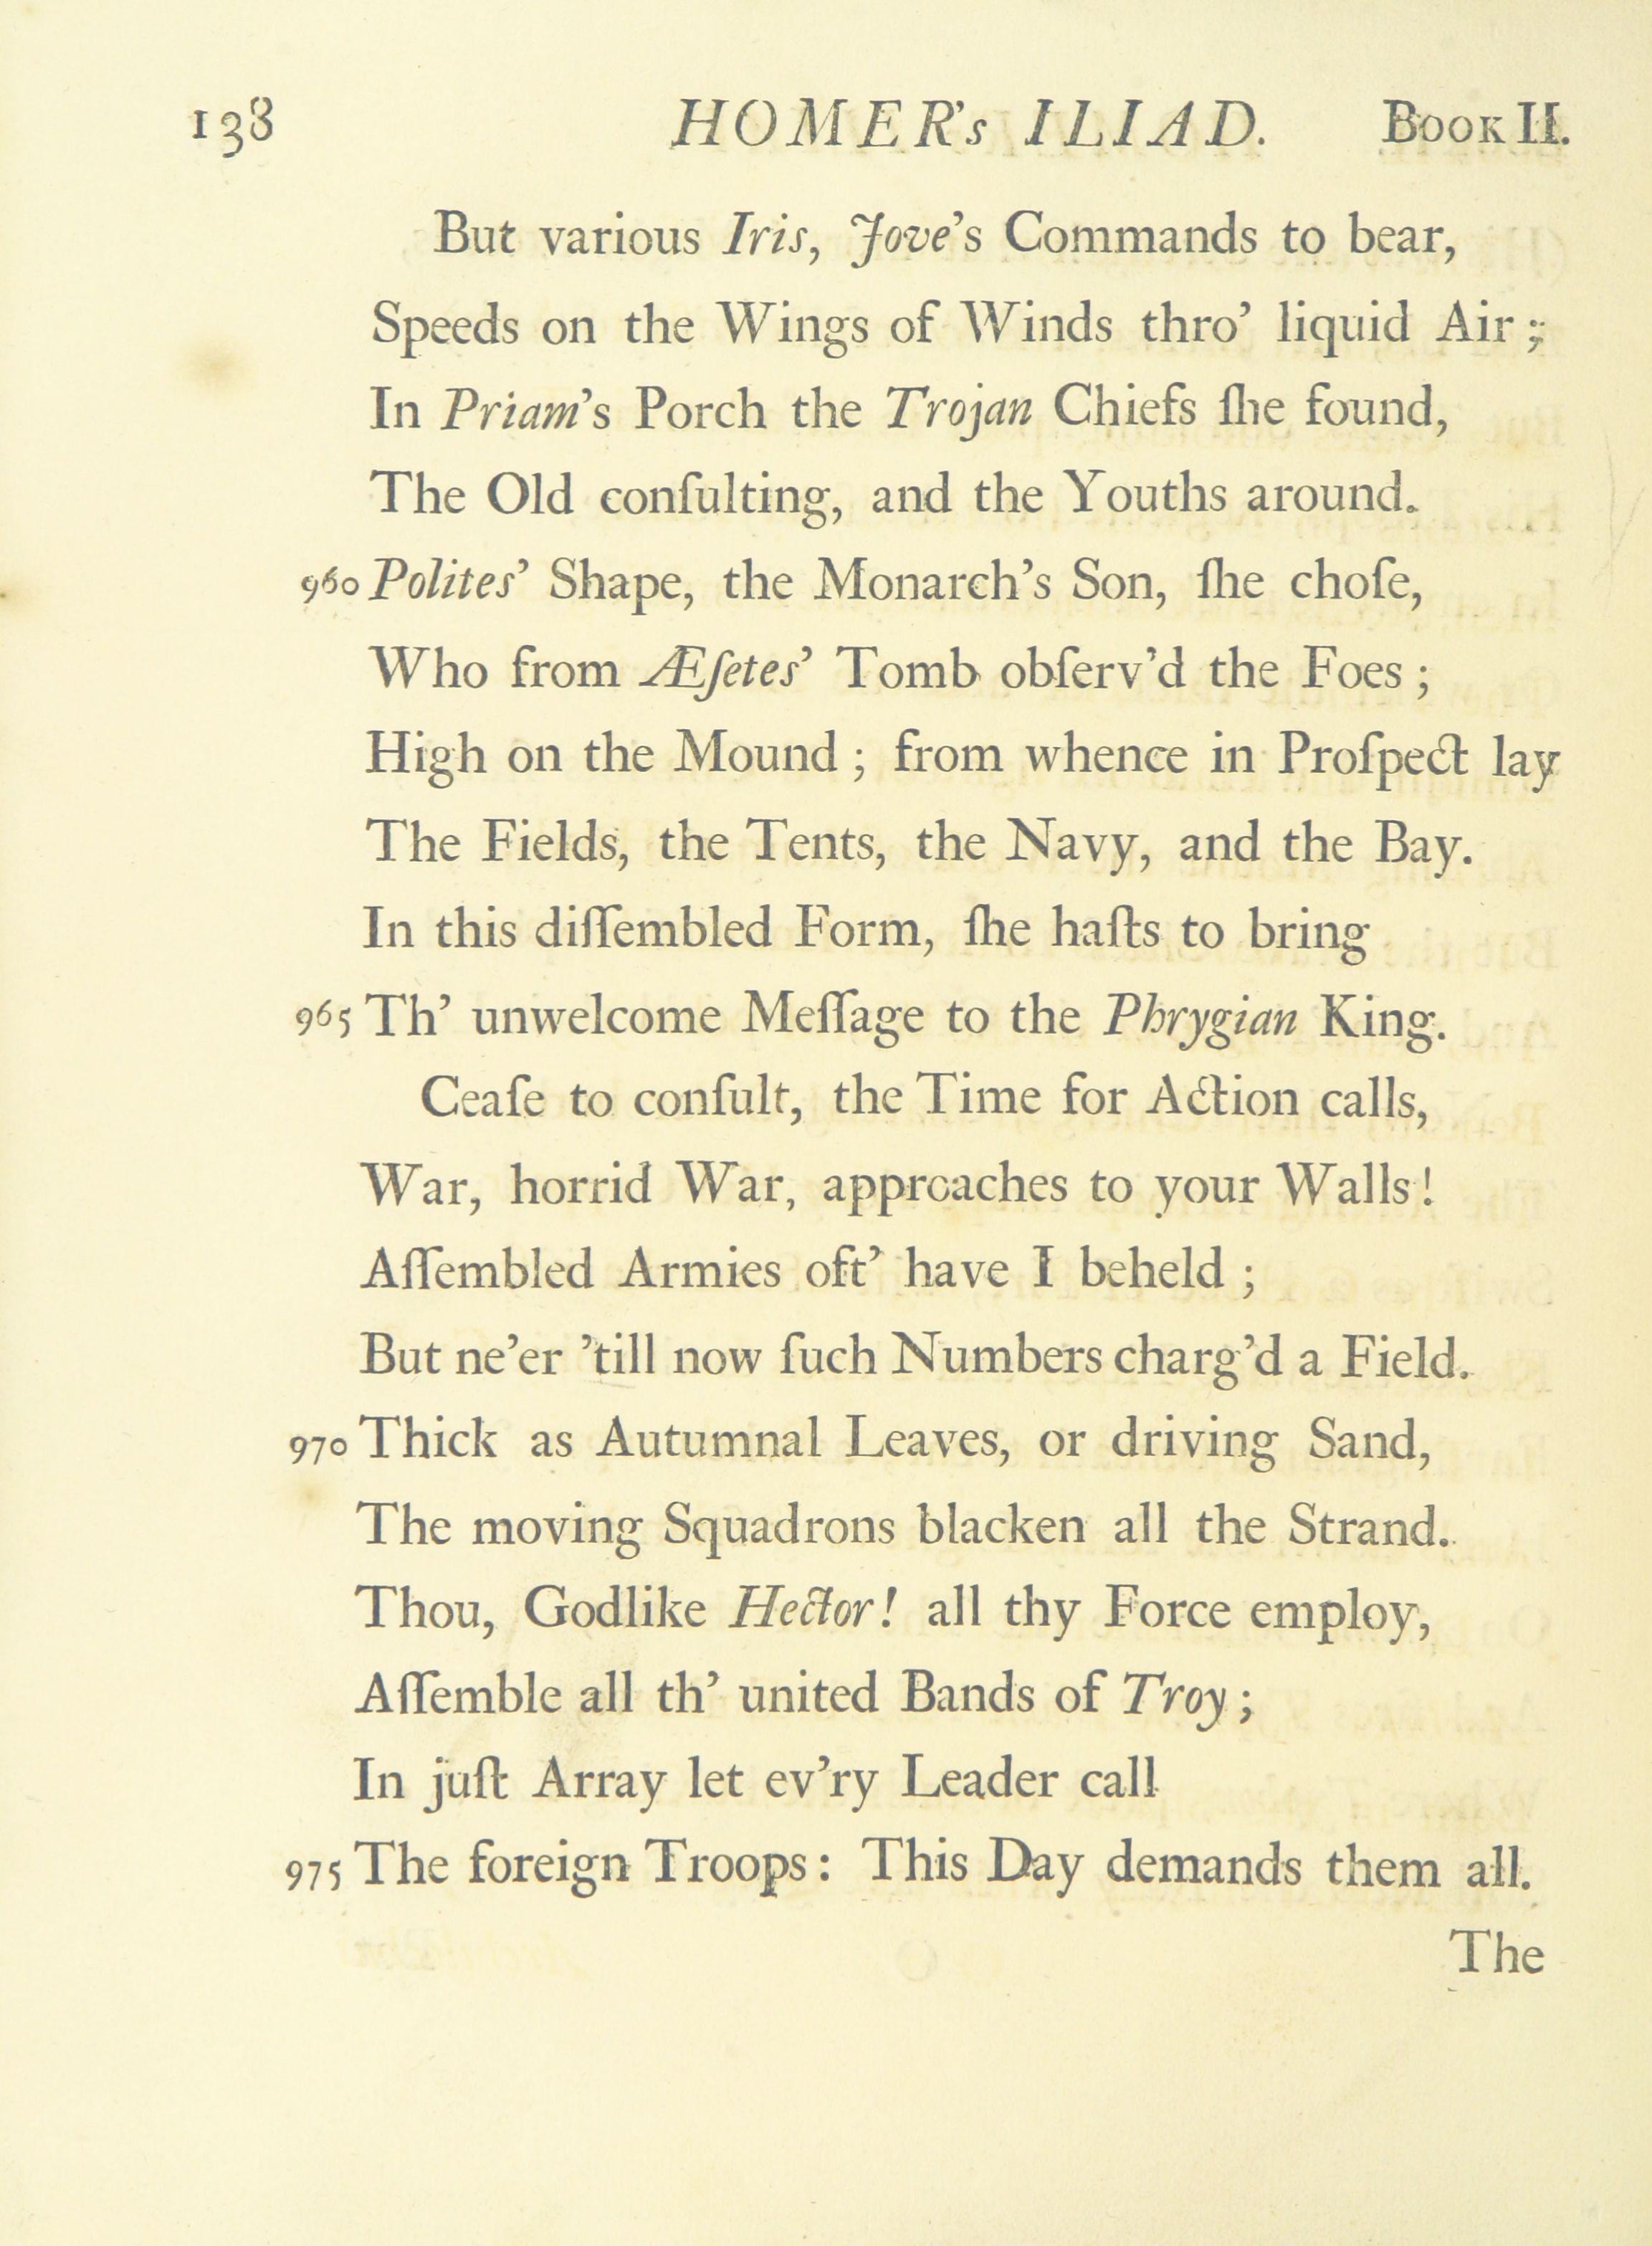 138 HOMER's ILIAD. BOOK II.
But various Iris, Jove's Commands to bear,
Speeds on the Wings of Winds thro' liquid Air;
In Priam's Porch the Trojan Chiefs ſhe found,
The Old conſulting, and the Youths around.
960 Polites' Shape, the Monarch's Son, ſhe choſe,
Who from Æſetes' Tomb obſerv'd the Foes;
High on the Mound; from whence in Proſpect lay
The Fields, the Tents, the Navy, and the Bay.
In this diſſembled Form, ſhe haſts to bring
965 Th' unwelcome Meſſage to the Phrygian King.
Ceaſe to conſult, the Time for Action calls,
War, horrid War, approaches to your Walls!
Aſſembled Armies oft' have I beheld;
But ne'er 'till now ſuch Numbers charg'd a Field.
970 Thick as Autumnal Leaves, or driving Sand,
The moving Squadrons blacken all the Strand.
Thou, Godlike Hector! all thy Force employ,
Aſſemble all th' united Bands of Troy;
In juſt Array let ev'ry Leader call
975 The foreign Troops: This Day demands them all.
The